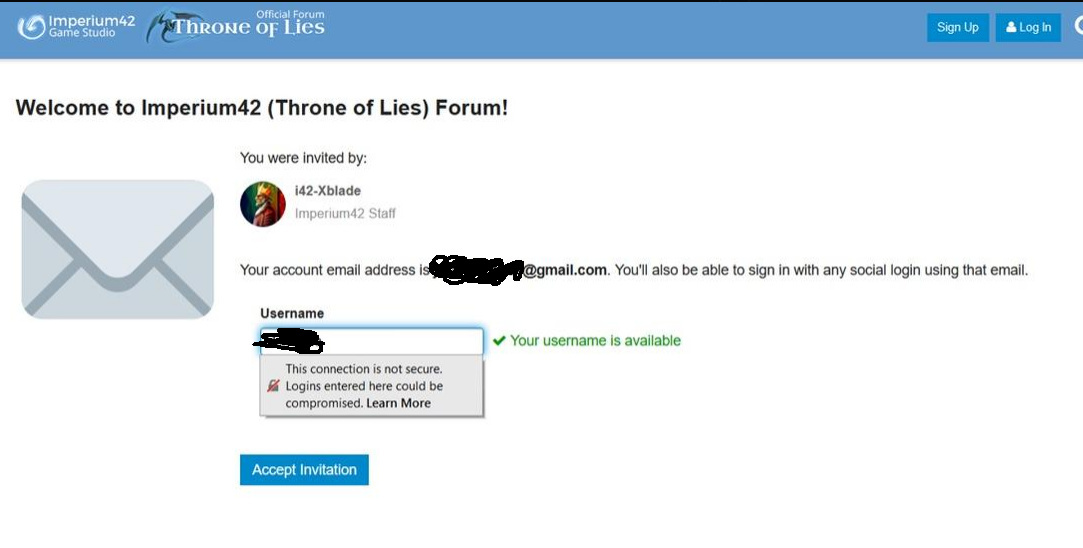 Imperium42
Game Studio
Official Forum
THRONE OF LIES
Sign Up
Log In
Welcome to Imperium42 (Throne of Lies) Forum!
You were invited by:
i42-Xblade
Imperium42 Staff
Your account email address is @gmail.com. You'll also be able to sign in with any social login using that email.
Username
Your username is available
This connection is not secure.
Logins entered here could be
compromised. Learn More
Accept Invitation